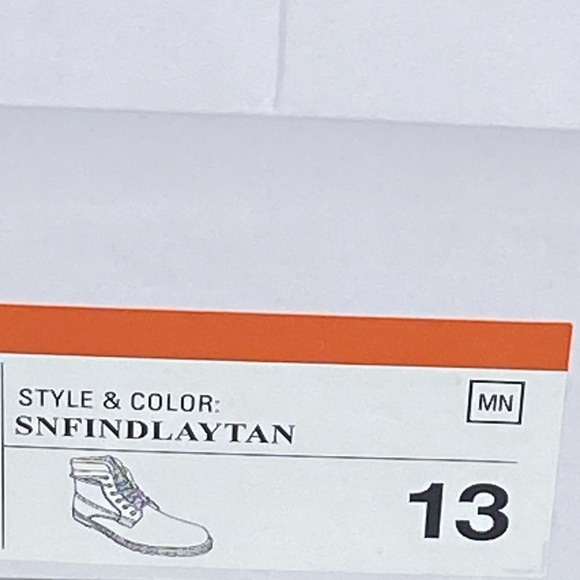 STYLE & COLOR:
MN
SNFINDLAYTAN
13